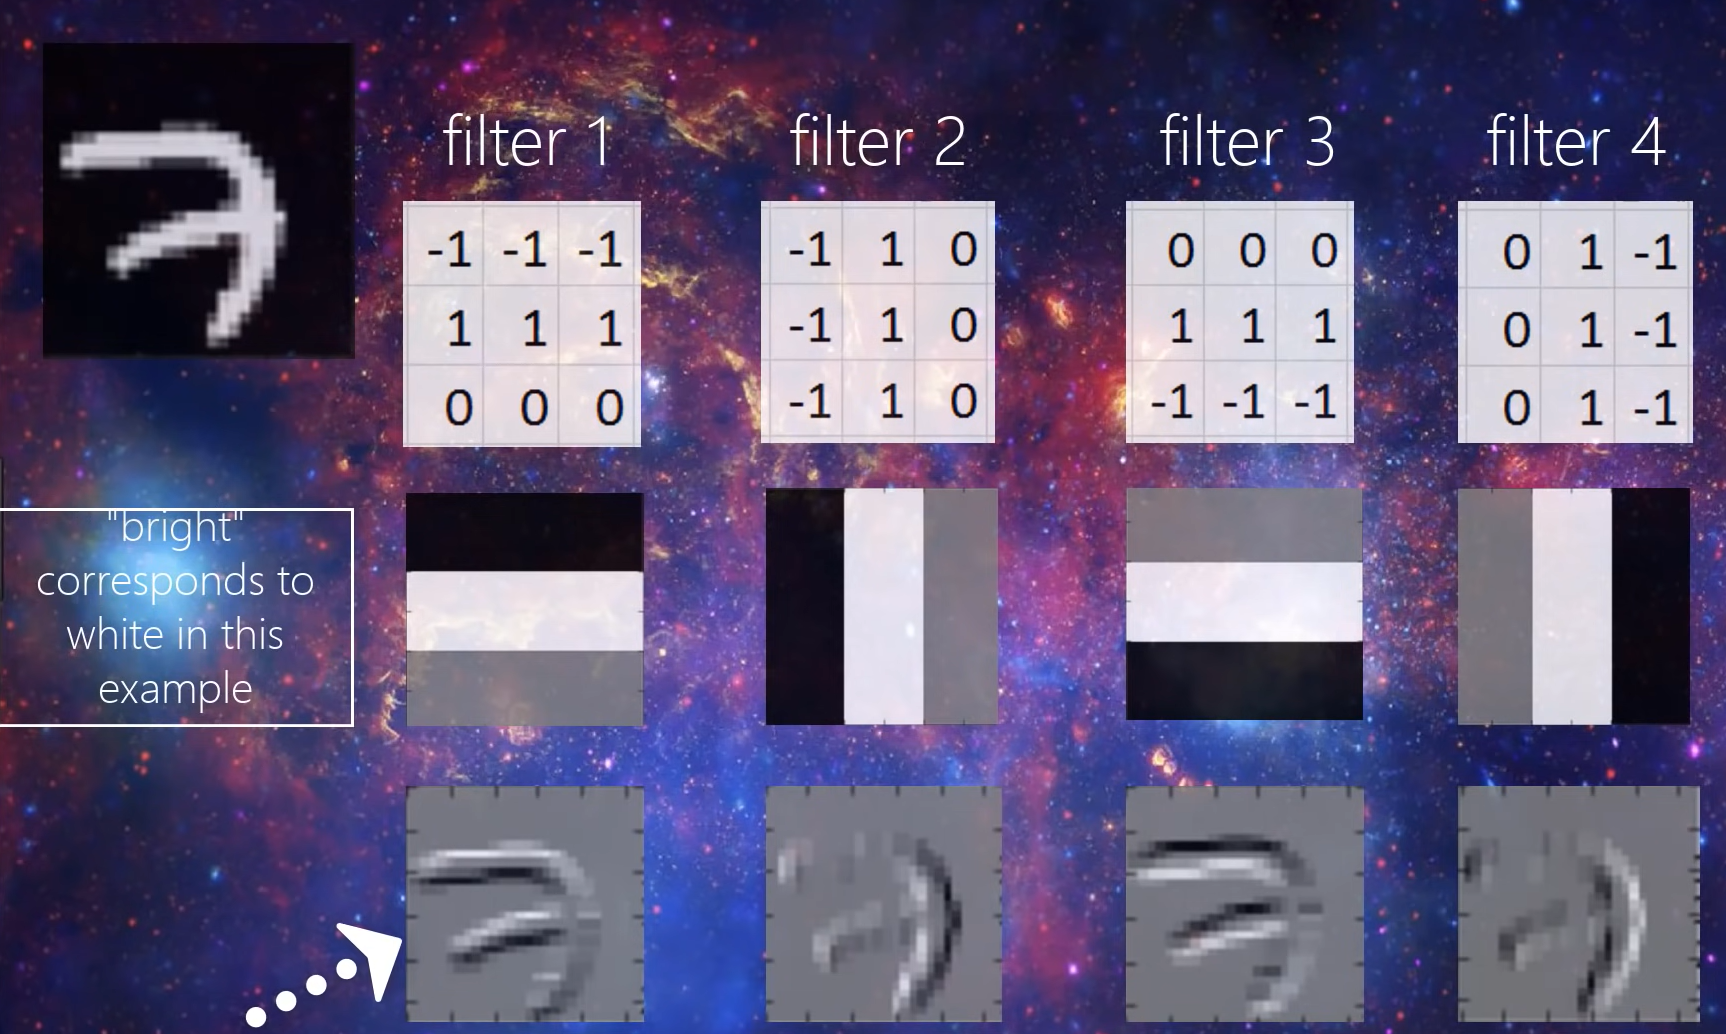 filter 1 filter 2 filter 3 filter 4
-1 -1 -1 -1 1 0 0 0 0 0 1 -1
1 1 1 -1 1 0 1 1 1 0 1 -1
0 0 0 -1 1 0 -1 -1 -1 0 1 -1
"bright"
corresponds to
white in this
example